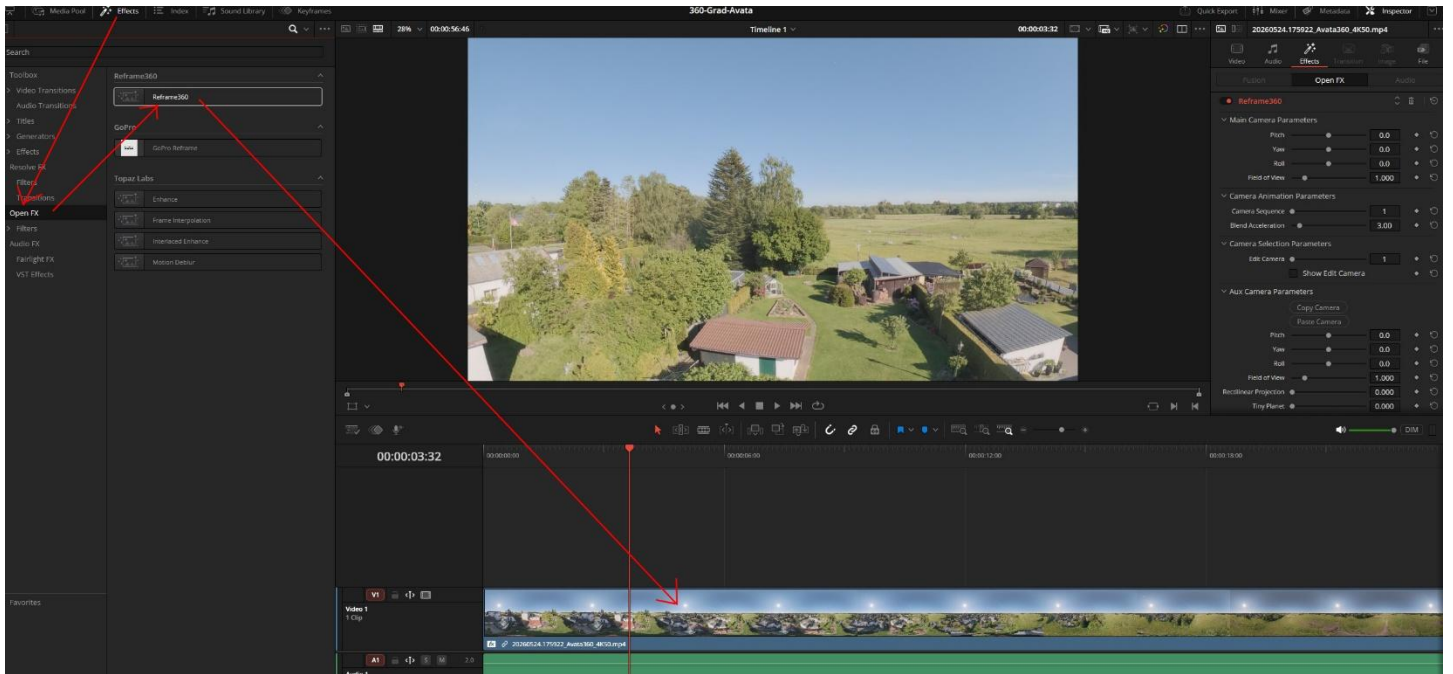 Media Pool Effects Index Sound Library Keyframes
360-Grad-Avata
Quick Export Mixer Metadata Inspector
28% 00:00:56:46
Timeline 1
00:00:03:32
20260524.175922_Avata360_4K50.mp4
Search
Toolbox
Video Transitions
Audio Transitions
Titles
Generators
Effects
Resolve FX
Filters
Transitions
Open FX
Filters
Audio FX
Fairlight FX
VST Effects
Favorites
Reframe360
Reframe360
GoPro
GoPro Reframe
Topaz Labs
Enhance
Frame Interpolation
Interlaced Enhance
Motion Deblur
Video Audio Effects Transition Image File
Fusion Open FX Audio
Reframe360
Main Camera Parameters
Pitch 0.0
Yaw 0.0
Roll 0.0
Field of View 1.000
Camera Animation Parameters
Camera Sequence 1
Blend Acceleration 3.00
Camera Selection Parameters
Edit Camera 1
Show Edit Camera
Aux Camera Parameters
Copy Camera
Paste Camera
Pitch 0.0
Yaw 0.0
Roll 0.0
Field of View 1.000
Rectilinear Projection 0.000
Tiny Planet 0.000
DIM
00:00:03:32
00:00:00:00 00:00:06:00 00:00:12:00 00:00:18:00
V1
Video 1
1 Clip
20260524.175922_Avata360_4K50.mp4
A1 S M 2.0
Audio 1